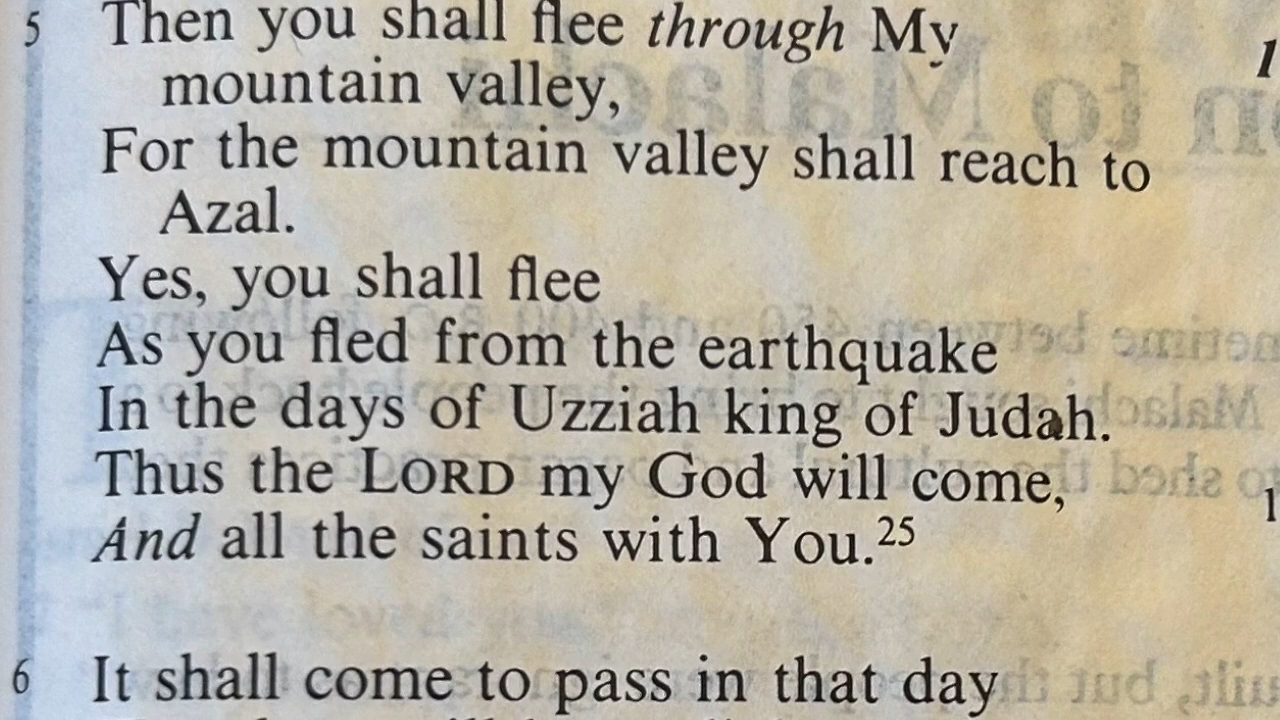 5 Then you shall flee through My
mountain valley,
For the mountain valley shall reach to
Azal.
Yes, you shall flee
As you fled from the earthquake
In the days of Uzziah king of Judah.
Thus the LORD my God will come,
And all the saints with You.25
6 It shall come to pass in that day